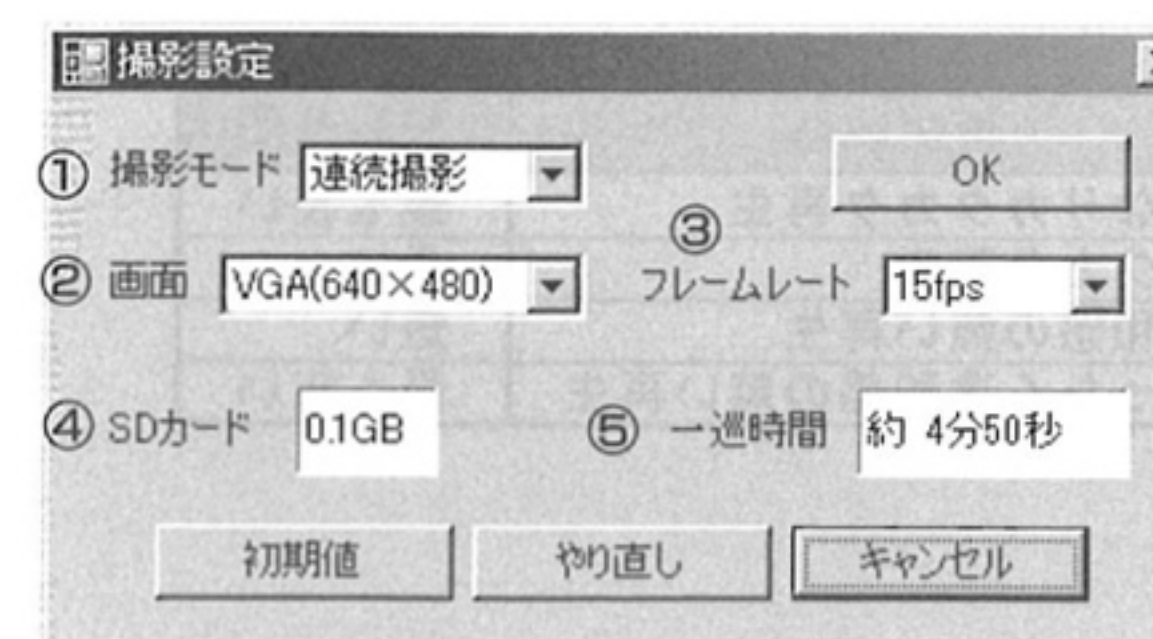 撮影設定
① 撮影モード 連続撮影 OK
② 画面 VGA(640×480) ③ フレームレート 15fps
④ SDカード 0.1GB ⑤ 一巡時間 約 4分50秒
初期値 やり直し キャンセル